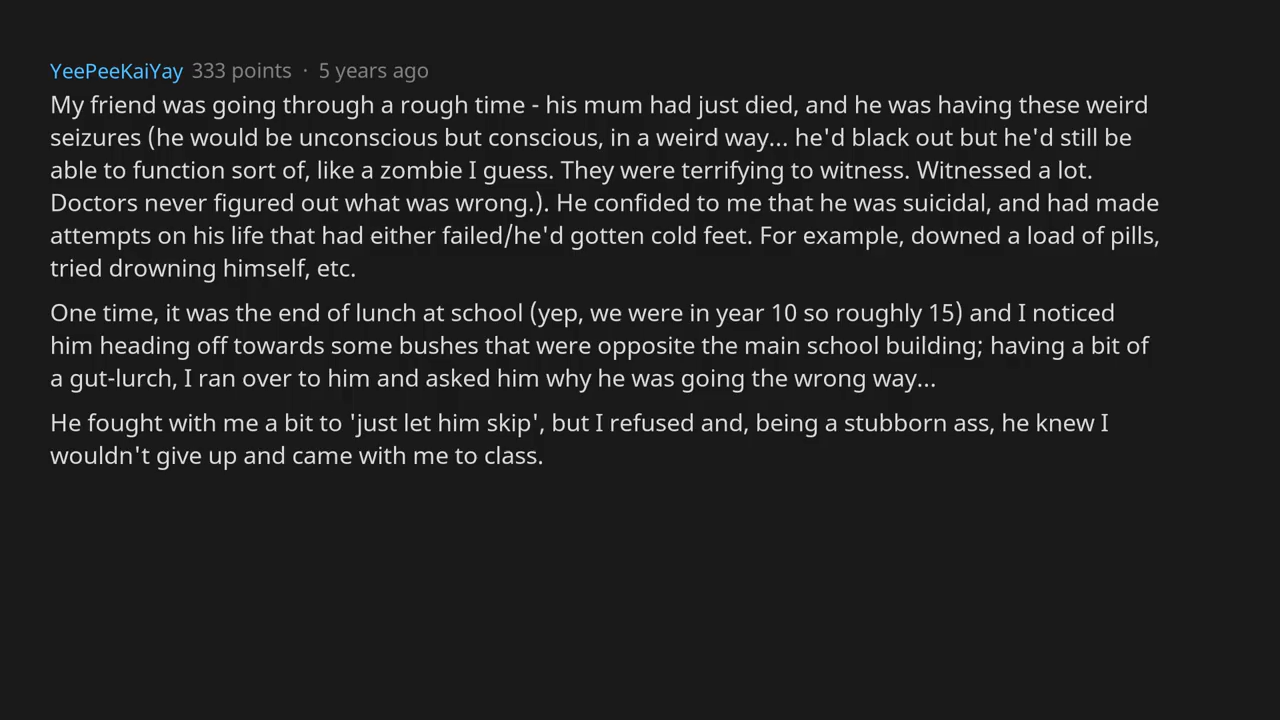 YeePeeKaiYay 333 points · 5 years ago
My friend was going through a rough time - his mum had just died, and he was having these weird
seizures (he would be unconscious but conscious, in a weird way... he'd black out but he'd still be
able to function sort of, like a zombie I guess. They were terrifying to witness. Witnessed a lot.
Doctors never figured out what was wrong.). He confided to me that he was suicidal, and had made
attempts on his life that had either failed/he'd gotten cold feet. For example, downed a load of pills,
tried drowning himself, etc.
One time, it was the end of lunch at school (yep, we were in year 10 so roughly 15) and I noticed
him heading off towards some bushes that were opposite the main school building; having a bit of
a gut-lurch, I ran over to him and asked him why he was going the wrong way...
He fought with me a bit to 'just let him skip', but I refused and, being a stubborn ass, he knew I
wouldn't give up and came with me to class.